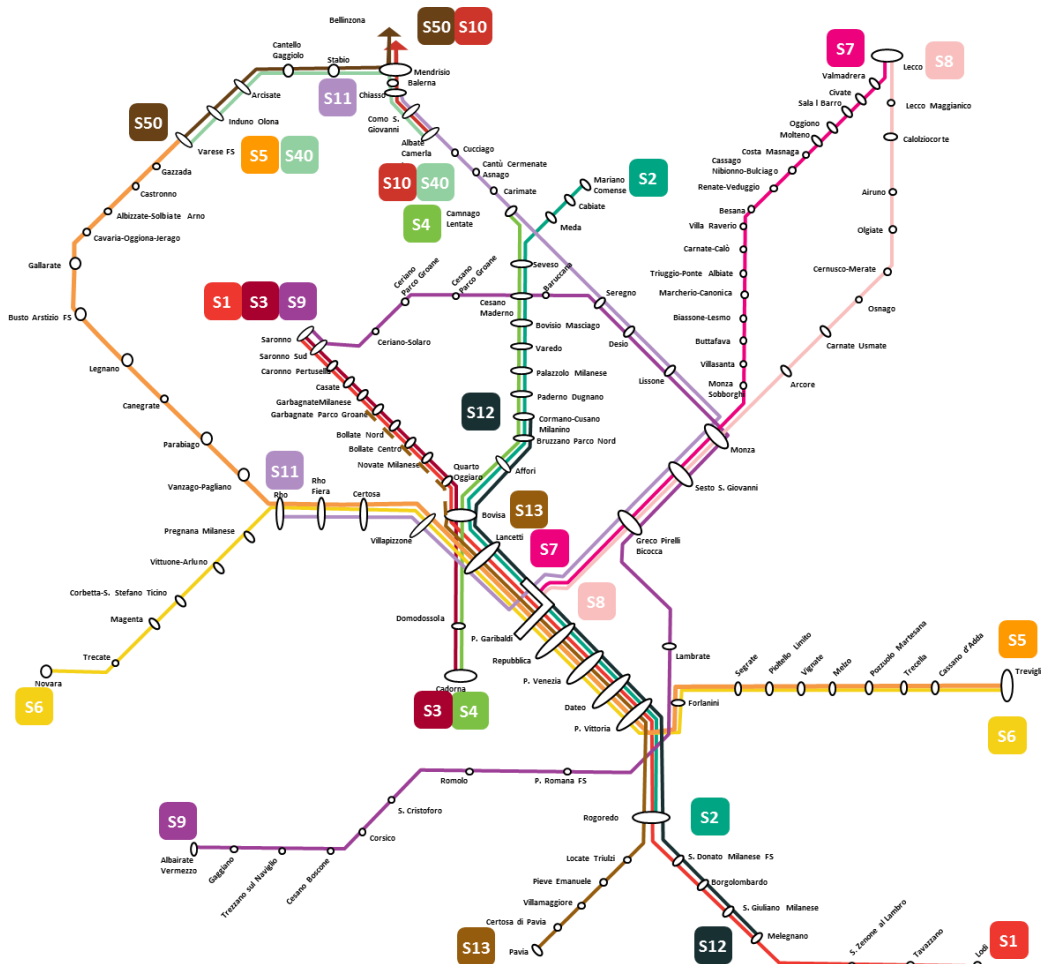 Bellinzona
S50
S10
S7
S8
Lecco
Valmadrera
Civate
Sala l Barro
Oggiono
Molteno
Costa Masnaga
Cassago
Nibionno-Bulciago
Renate-Veduggio
Besana
Villa Raverio
Carnate-Calò
Triuggio-Ponte Albiate
Marcherio-Canonica
Biassone-Lesmo
Buttafava
Villasanta
Monza
Sobborghi
Lecco Maggianico
Calolziocorte
Airuno
Olgiate
Cernusco-Merate
Osnago
Carnate Usmate
Arcore
Cantello
Gaggiolo
Stabio
Mendrisio
Balerna
S11
Chiasso
Arcisate
S50
Induno Olona
Como S.
Giovanni
Albate
Camerla
Varese FS
S5
S40
Cucciago
Cantù Cermenate
Asnago
Carimate
S10
S40
S4
Camnago
Lentate
Mariano
Comense
S2
Cabiate
Meda
Gazzada
Castronno
Albizzate-Solbiate Arno
Cavaria-Oggiona-Jerago
Gallarate
Busto Arstizio FS
Legnano
Canegrate
Parabiago
Vanzago-Pagliano
Seveso
Ceriano
Parco Groane
Cesano
Parco Groane
Baruccana
Cesano
Maderno
Seregno
Desio
Lissone
Monza
Sesto S. Giovanni
Greco Pirelli
Bicocca
S1
S3
S9
Saronno
Ceriano-Solaro
Saronno Sud
Caronno Pertusella
Casate
GarbagnateMilanese
Garbagnate Parco Groane
Bollate Nord
Bollate Centro
Novate Milanese
Quarto
Oggiaro
Bovisio Masciago
Varedo
Palazzolo Milanese
Paderno Dugnano
S12
Cormano-Cusano
Milanino
Bruzzano Parco Nord
Affori
S11
Rho
Rho
Fiera
Certosa
Villapizzone
Bovisa
S13
Lancetti
S7
S8
Pregnana Milanese
Vittuone-Arluno
Corbetta-S. Stefano Ticino
Magenta
Trecate
Novara
S6
Domodossola
Cadorna
S3
S4
P. Garibaldi
Repubblica
P. Venezia
Dateo
P. Vittoria
Lambrate
Forlanini
Segrate
Pioltello Limito
Vignate
Melzo
Pozzuolo Martesana
Trecella
Cassano d'Adda
S5
Trevigli
S6
Romolo
P. Romana FS
S. Cristoforo
Corsico
S9
Albairate
Vermezzo
Gaggiano
Trezzano sul Naviglio
Cesano Boscone
Rogoredo
S2
Locate Triulzi
Pieve Emanuele
Villamaggiore
Certosa di Pavia
S13
Pavia
S. Donato Milanese FS
Borgolombardo
S. Giuliano Milanese
Melegnano
S12
S. Zenone al Lambro
Tavazzano
Lodi
S1